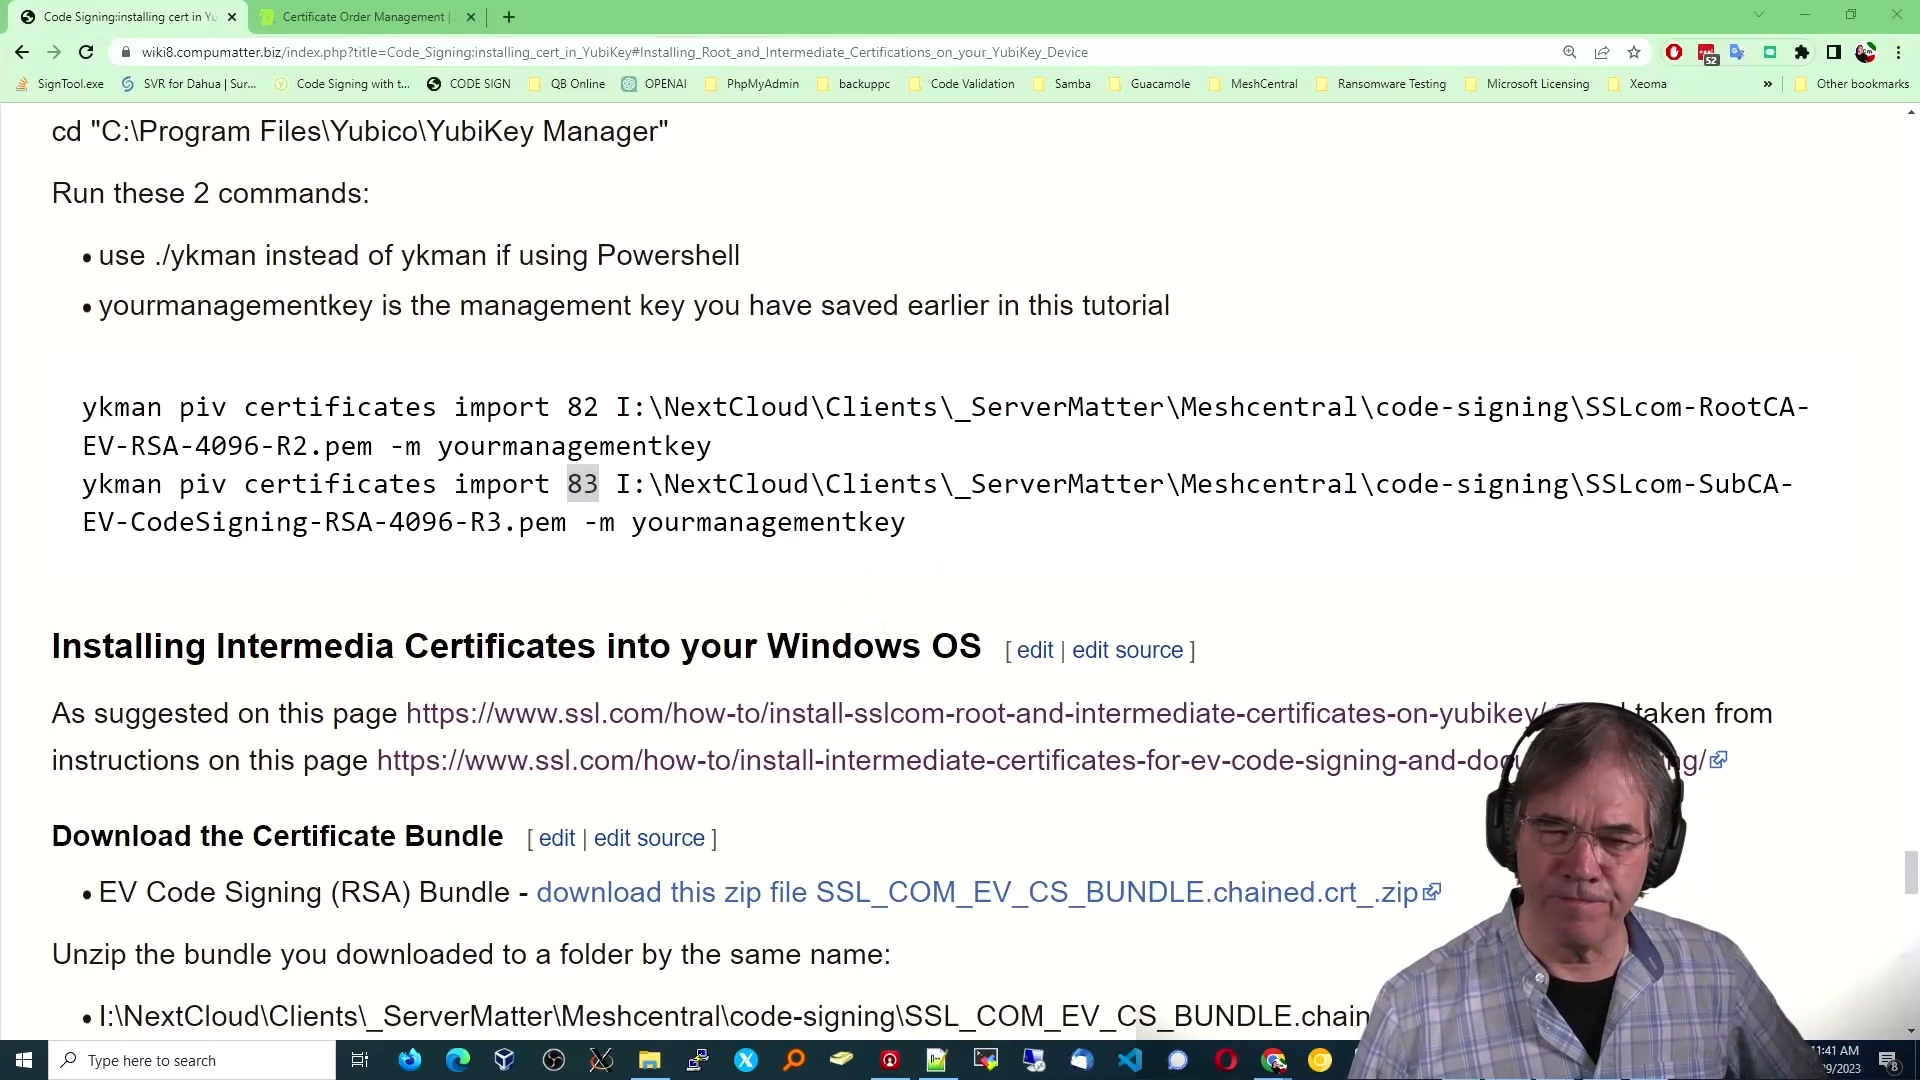 Code Signing:installing cert in Yu
Certificate Order Management |
wiki8.compumatter.biz/index.php?title=Code_Signing:installing_cert_in_YubiKey#Installing_Root_and_Intermediate_Certifications_on_your_YubiKey_Device
52
SignTool.exe
SVR for Dahua | Sur...
Code Signing with t...
CODE SIGN
QB Online
OPENAI
PhpMyAdmin
backuppc
Code Validation
Samba
Guacamole
MeshCentral
Ransomware Testing
Microsoft Licensing
Xeoma
»
Other bookmarks
cd "C:\Program Files\Yubico\YubiKey Manager"
Run these 2 commands:
• use ./ykman instead of ykman if using Powershell
• yourmanagementkey is the management key you have saved earlier in this tutorial
ykman piv certificates import 82 I:\NextCloud\Clients\_ServerMatter\Meshcentral\code-signing\SSLcom-RootCA-
EV-RSA-4096-R2.pem -m yourmanagementkey
ykman piv certificates import 83 I:\NextCloud\Clients\_ServerMatter\Meshcentral\code-signing\SSLcom-SubCA-
EV-CodeSigning-RSA-4096-R3.pem -m yourmanagementkey
Installing Intermedia Certificates into your Windows OS [ edit | edit source ]
As suggested on this page https://www.ssl.com/how-to/install-sslcom-root-and-intermediate-certificates-on-yubikey/ taken from
instructions on this page https://www.ssl.com/how-to/install-intermediate-certificates-for-ev-code-signing-and-doc ng/
Download the Certificate Bundle [ edit | edit source ]
• EV Code Signing (RSA) Bundle - download this zip file SSL_COM_EV_CS_BUNDLE.chained.crt_.zip
Unzip the bundle you downloaded to a folder by the same name:
• I:\NextCloud\Clients\_ServerMatter\Meshcentral\code-signing\SSL_COM_EV_CS_BUNDLE.chain
Type here to search
11:41 AM
9/2023
8